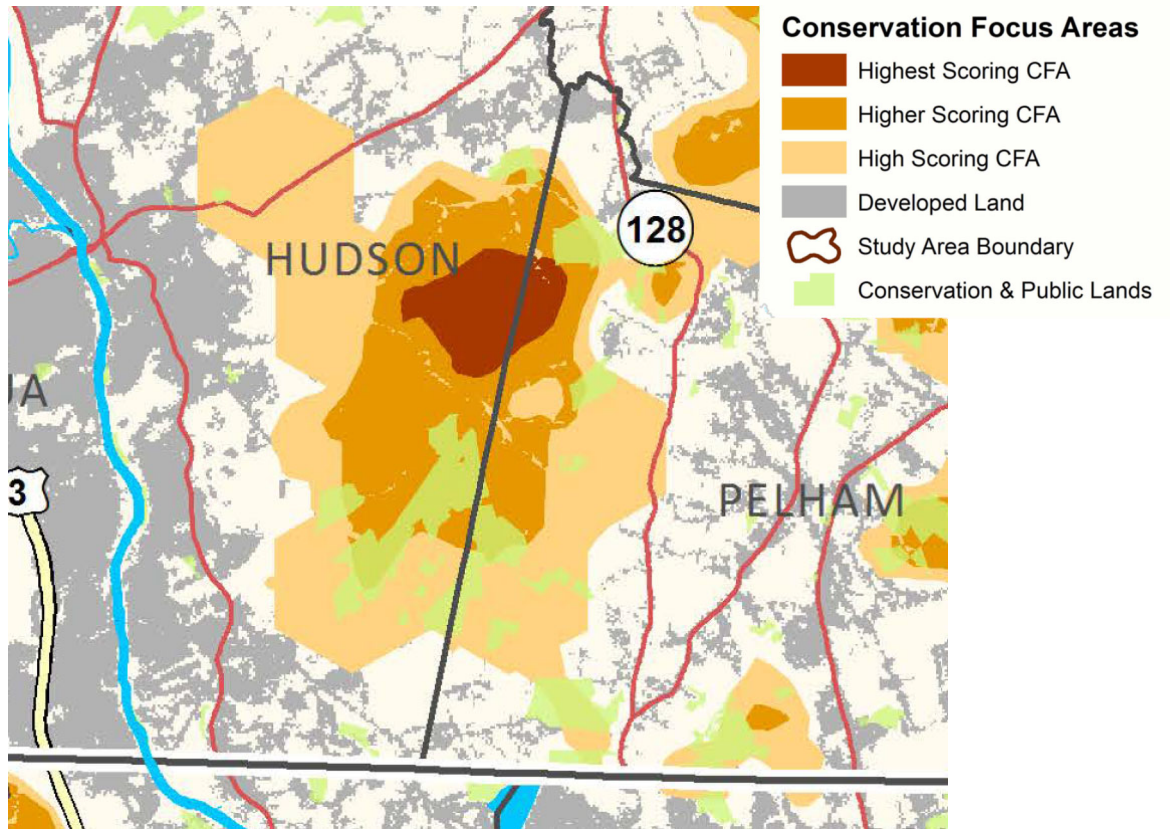 Conservation Focus Areas
Highest Scoring CFA
Higher Scoring CFA
High Scoring CFA
Developed Land
Study Area Boundary
Conservation & Public Lands
128
HUDSON
UA
3
PELHAM